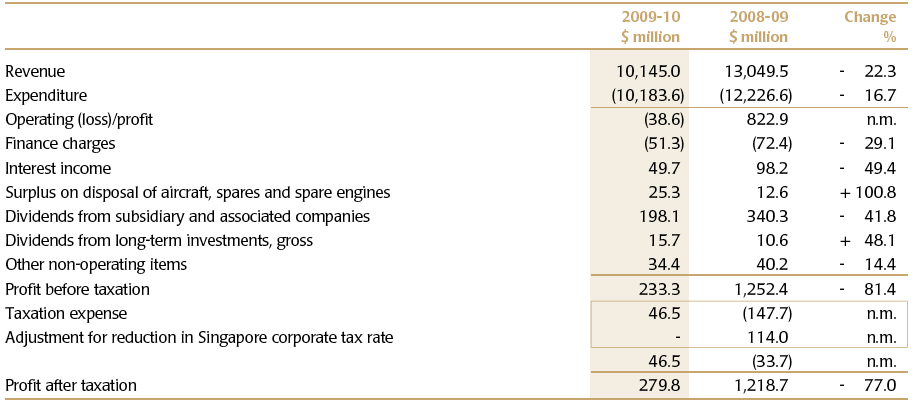 2009-10 2008-09 Change
$ million $ million %
Revenue 10,145.0 13,049.5 - 22.3
Expenditure (10,183.6) (12,226.6) - 16.7
Operating (loss)/profit (38.6) 822.9 n.m.
Finance charges (51.3) (72.4) - 29.1
Interest income 49.7 98.2 - 49.4
Surplus on disposal of aircraft, spares and spare engines 25.3 12.6 + 100.8
Dividends from subsidiary and associated companies 198.1 340.3 - 41.8
Dividends from long-term investments, gross 15.7 10.6 + 48.1
Other non-operating items 34.4 40.2 - 14.4
Profit before taxation 233.3 1,252.4 - 81.4
Taxation expense 46.5 (147.7) n.m.
Adjustment for reduction in Singapore corporate tax rate - 114.0 n.m.
46.5 (33.7) n.m.
Profit after taxation 279.8 1,218.7 - 77.0